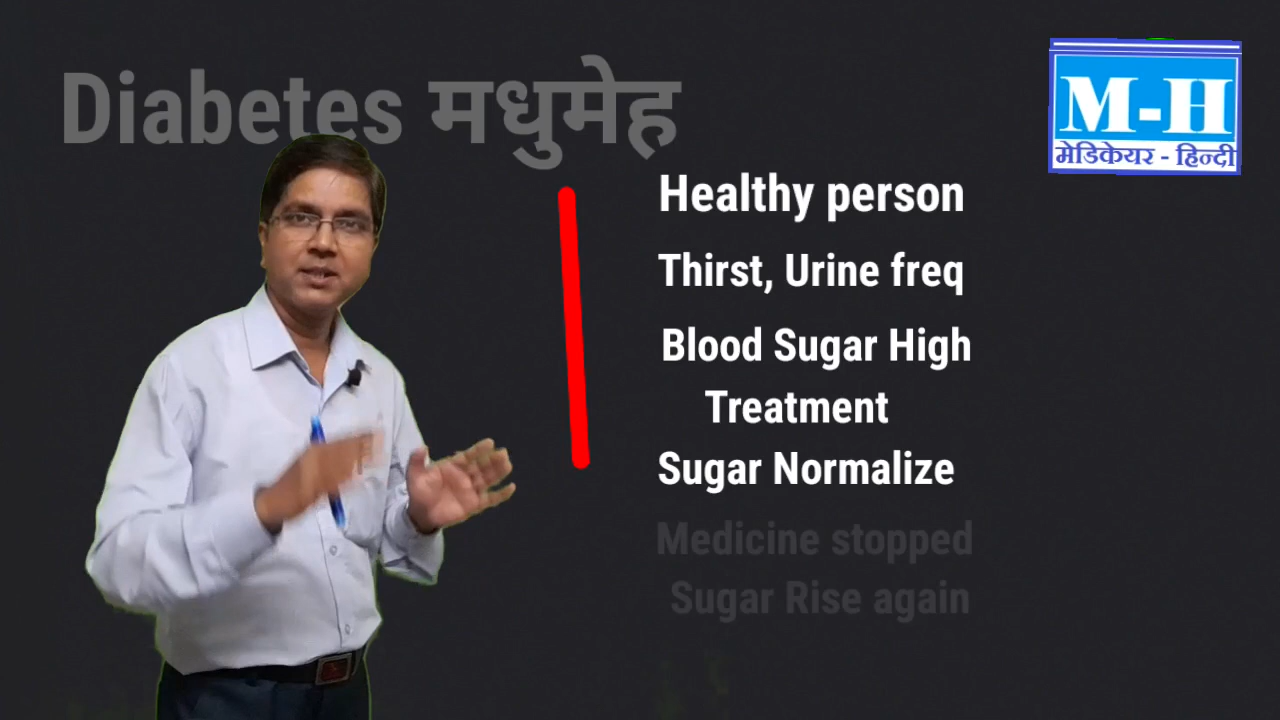 Diabetes मधुमेह
M-H
मेडिकेयर - हिन्दी
Healthy person
Thirst, Urine freq
Blood Sugar High
Treatment
Sugar Normalize
Medicine stopped
Sugar Rise again